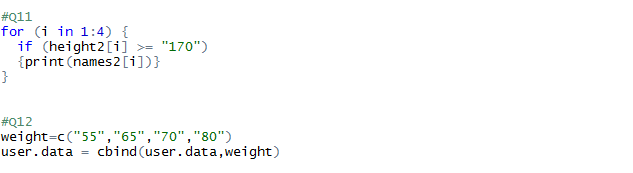 #Q11
for (i in 1:4) {
  if (height2[i] >= "170")
  {print(names2[i])}
}
#Q12
weight=c("55","65","70","80")
user.data = cbind(user.data,weight)